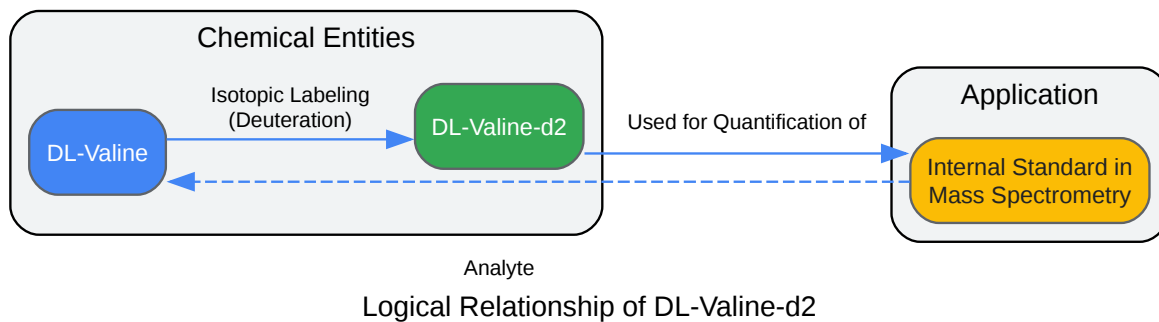 Chemical Entities
Isotopic Labeling
(Deuteration)
DL-Valine
DL-Valine-d2
Used for Quantification of
Application
Internal Standard in
Mass Spectrometry
Analyte
Logical Relationship of DL-Valine-d2